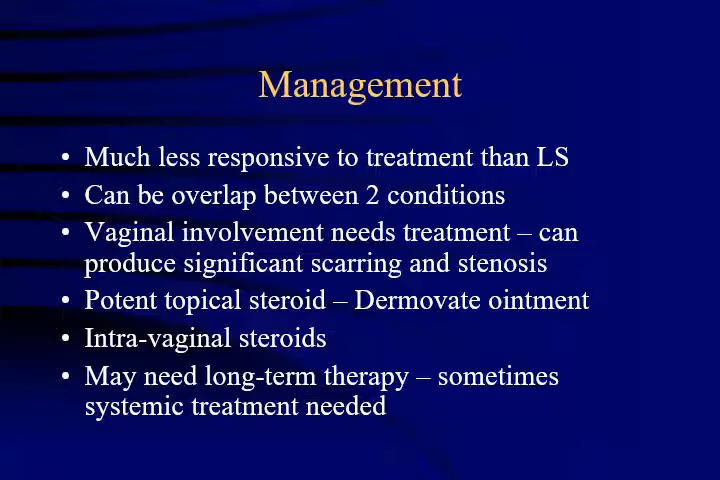 Management
• Much less responsive to treatment than LS
• Can be overlap between 2 conditions
• Vaginal involvement needs treatment – can
produce significant scarring and stenosis
• Potent topical steroid – Dermovate ointment
• Intra-vaginal steroids
• May need long-term therapy – sometimes
systemic treatment needed